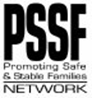 PSSF
Promoting Safe
& Stable Families
NETWORK